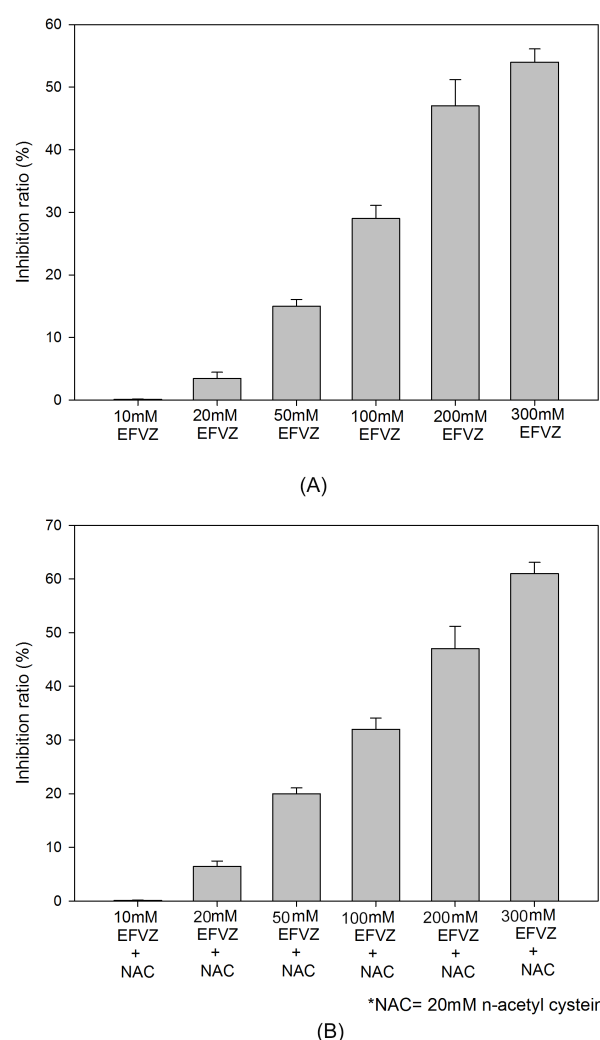 60
50
40
30
20
10
0
Inhibition ratio (%)
10mM
EFVZ
20mM
EFVZ
50mM
EFVZ
100mM
EFVZ
200mM
EFVZ
300mM
EFVZ
(A)
70
60
50
40
30
20
10
0
Inhibition ratio (%)
10mM
EFVZ
+
NAC
20mM
EFVZ
+
NAC
50mM
EFVZ
+
NAC
100mM
EFVZ
+
NAC
200mM
EFVZ
+
NAC
300mM
EFVZ
+
NAC
*NAC= 20mM n-acetyl cystein
(B)